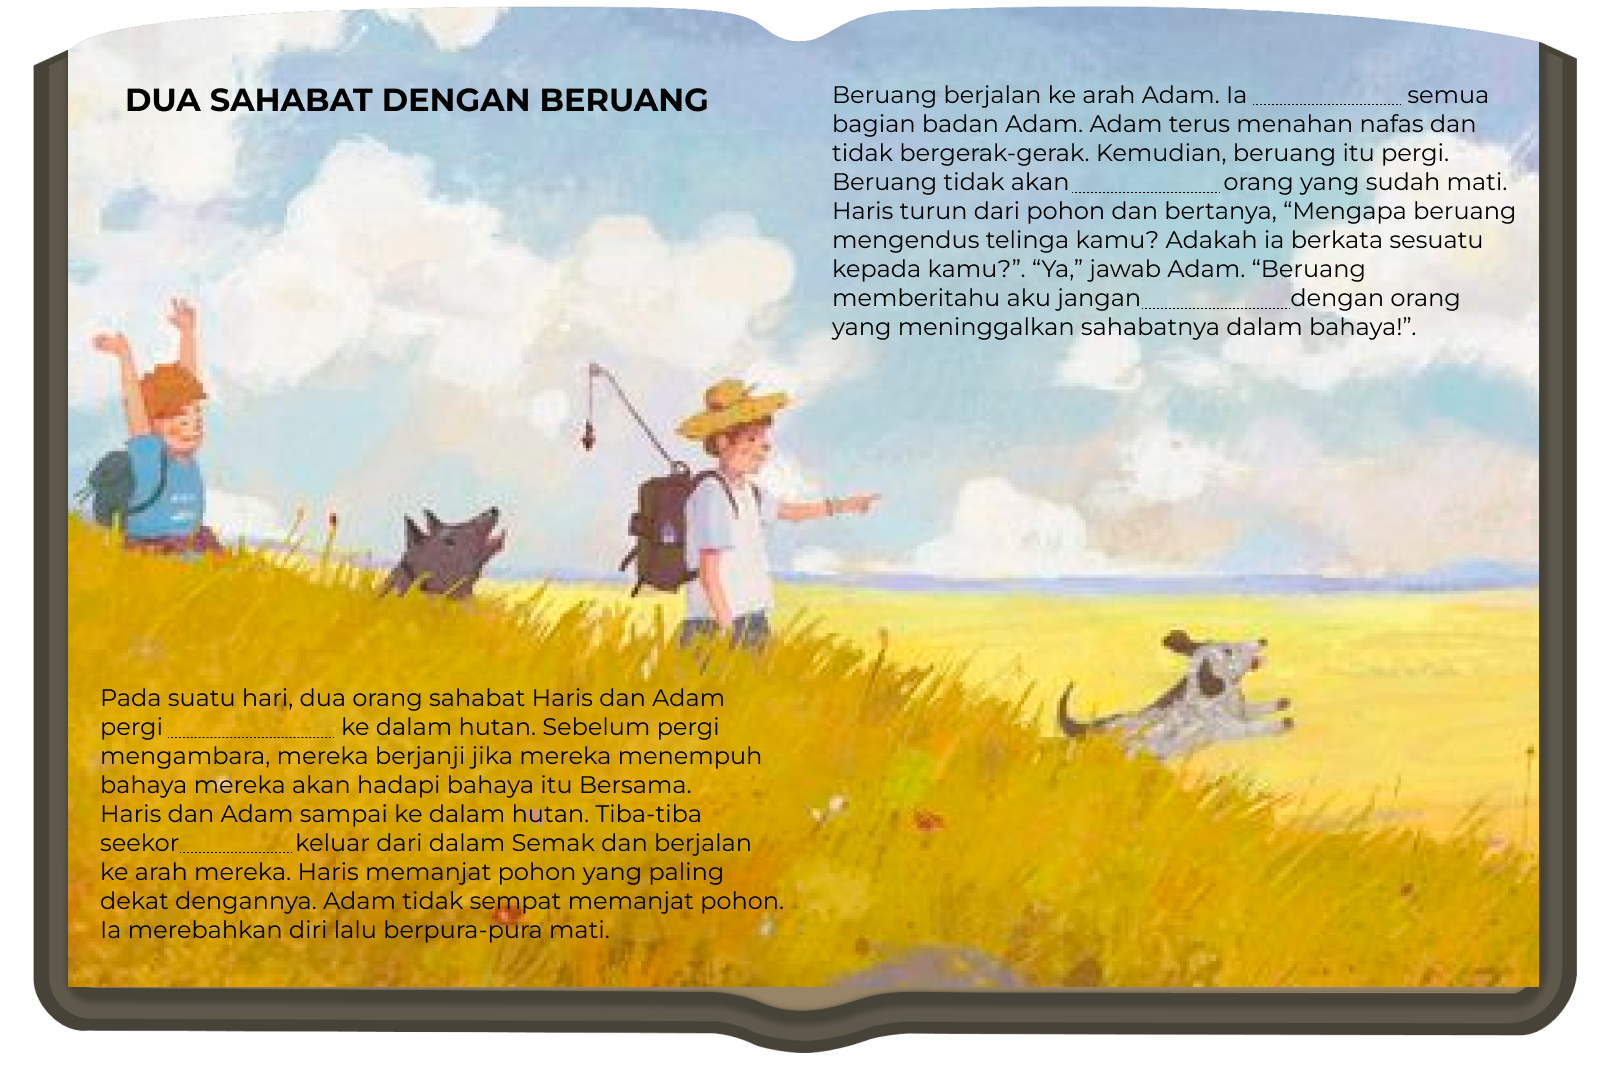 DUA SAHABAT DENGAN BERUANG
Pada suatu hari, dua orang sahabat Haris dan Adam
pergi ........................ ke dalam hutan. Sebelum pergi
mengambara, mereka berjanji jika mereka menempuh
bahaya mereka akan hadapi bahaya itu Bersama.
Haris dan Adam sampai ke dalam hutan. Tiba-tiba
seekor........................ keluar dari dalam Semak dan berjalan
ke arah mereka. Haris memanjat pohon yang paling
dekat dengannya. Adam tidak sempat memanjat pohon.
Ia merebahkan diri lalu berpura-pura mati.
Beruang berjalan ke arah Adam. Ia ........................ semua
bagian badan Adam. Adam terus menahan nafas dan
tidak bergerak-gerak. Kemudian, beruang itu pergi.
Beruang tidak akan........................ orang yang sudah mati.
Haris turun dari pohon dan bertanya, “Mengapa beruang
mengendus telinga kamu? Adakah ia berkata sesuatu
kepada kamu?”. “Ya,” jawab Adam. “Beruang
memberitahu aku jangan........................dengan orang
yang meninggalkan sahabatnya dalam bahaya!”.